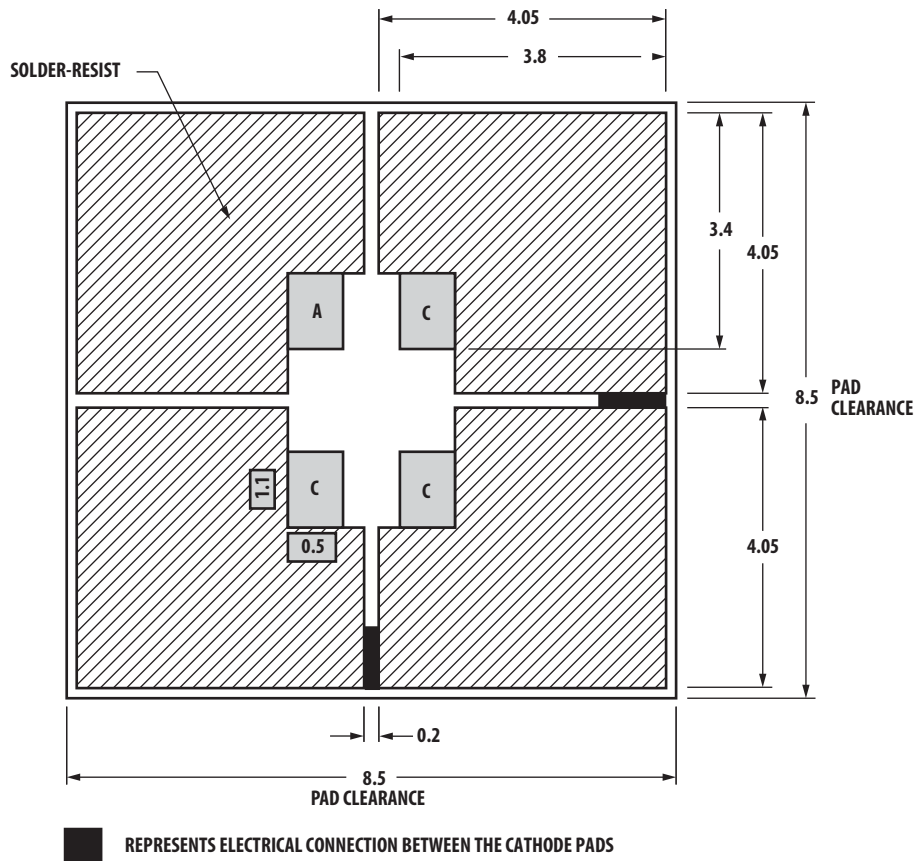 4.05
3.8
SOLDER-RESIST
3.4
4.05
A
C
8.5 PAD
CLEARANCE
1.1
C
C
0.5
4.05
0.2
8.5
PAD CLEARANCE
REPRESENTS ELECTRICAL CONNECTION BETWEEN THE CATHODE PADS